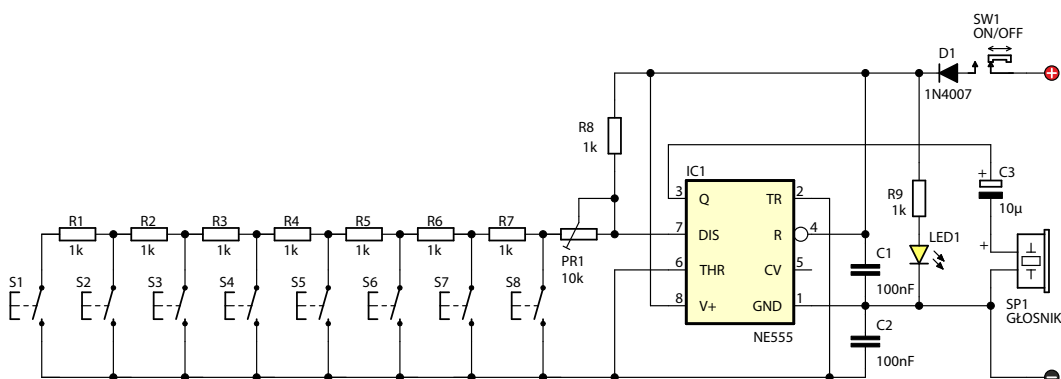 SW1
ON/OFF
D1
1N4007
R8
1k
IC1
3 Q TR 2
7 DIS R 4
6 THR CV 5
8 V+ GND 1
NE555
+ C3
10µ
R9
1k
LED1
C1
100nF
C2
100nF
+
SP1
GŁOSNIK
R1 R2 R3 R4 R5 R6 R7
1k 1k 1k 1k 1k 1k 1k
PR1
10k
S1 S2 S3 S4 S5 S6 S7 S8
+
-